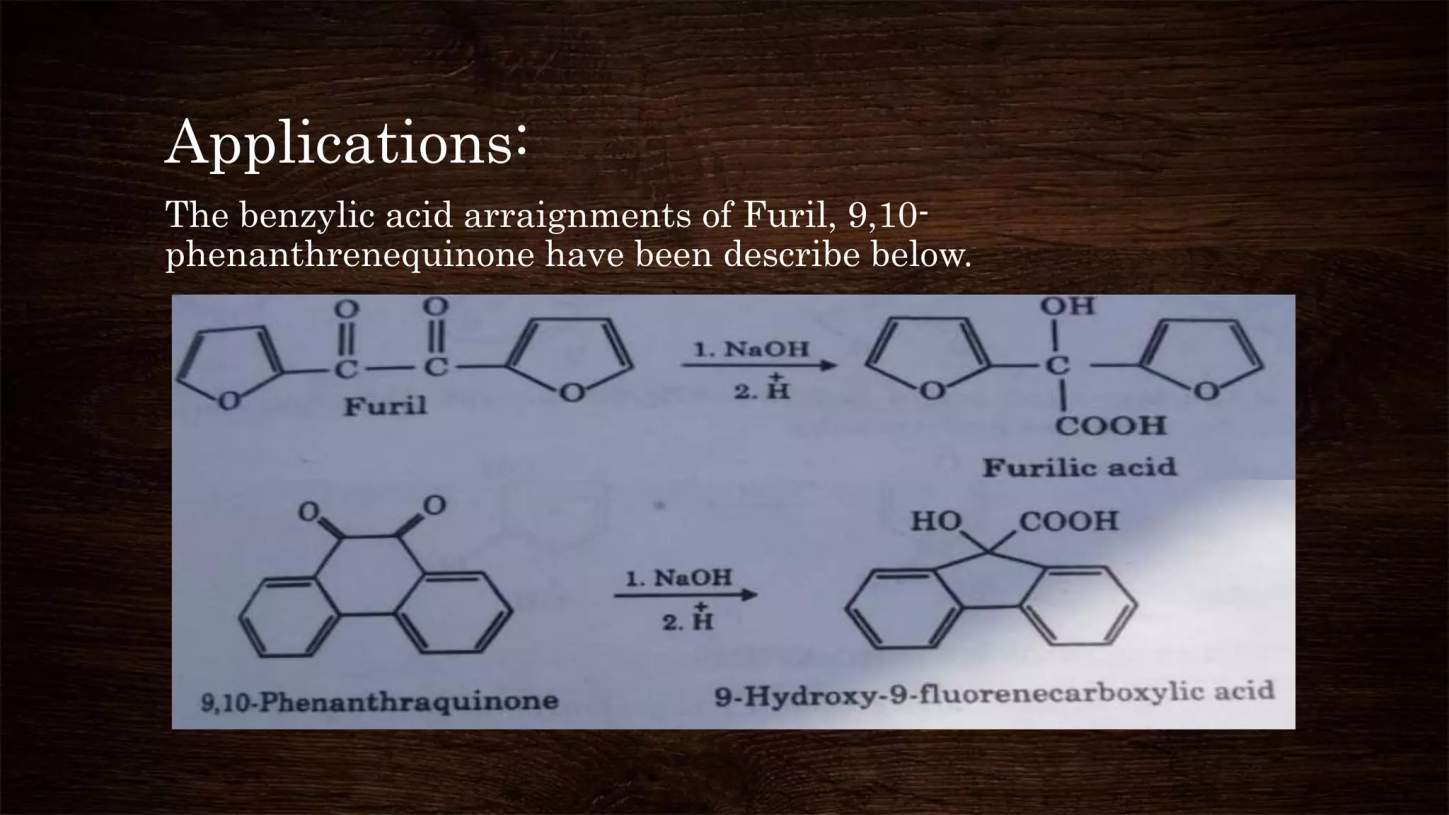 Applications:
The benzylic acid arraignments of Furil, 9,10-
phenanthrenequinone have been describe below.
O O OH
C C 1. NaOH C
O O 2. H+ O O
Furil COOH
Furilic acid
O O HO COOH
1. NaOH
2. H+
9,10-Phenanthraquinone 9-Hydroxy-9-fluorenecarboxylic acid